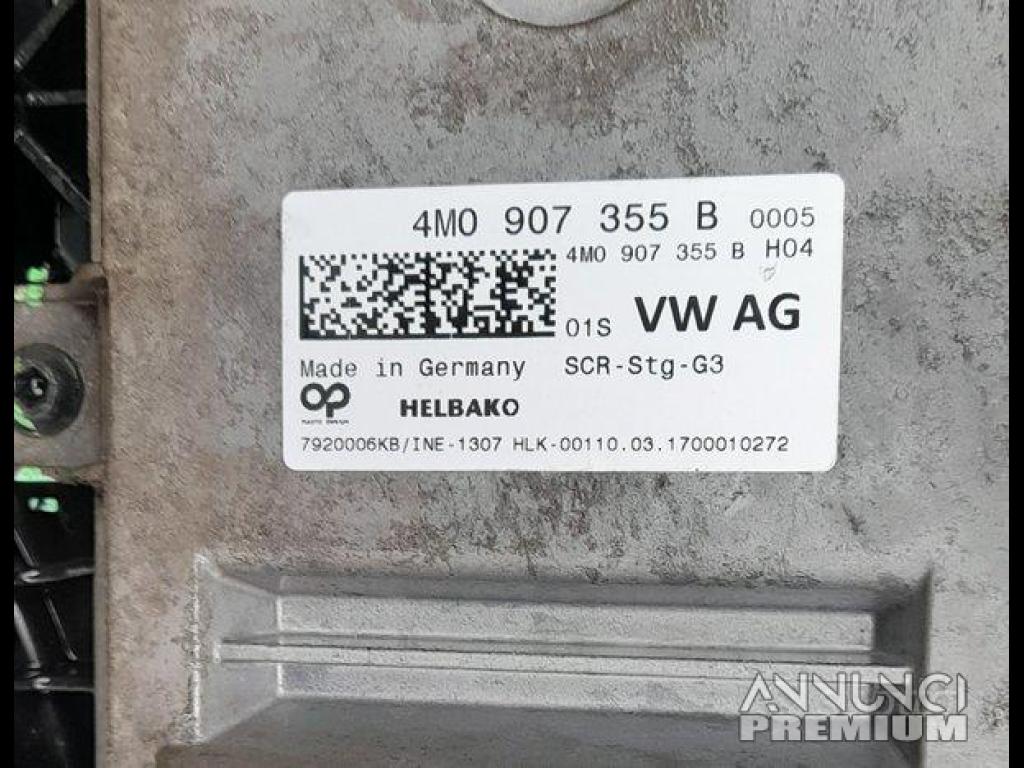 4M0 907 355 B 0005
4M0 907 355 B H04
01S VW AG
Made in Germany SCR-Stg-G3
HELBAKO
7920006KB/INE-1307 HLK-00110.03.1700010272
ANNUNCI
PREMIUM